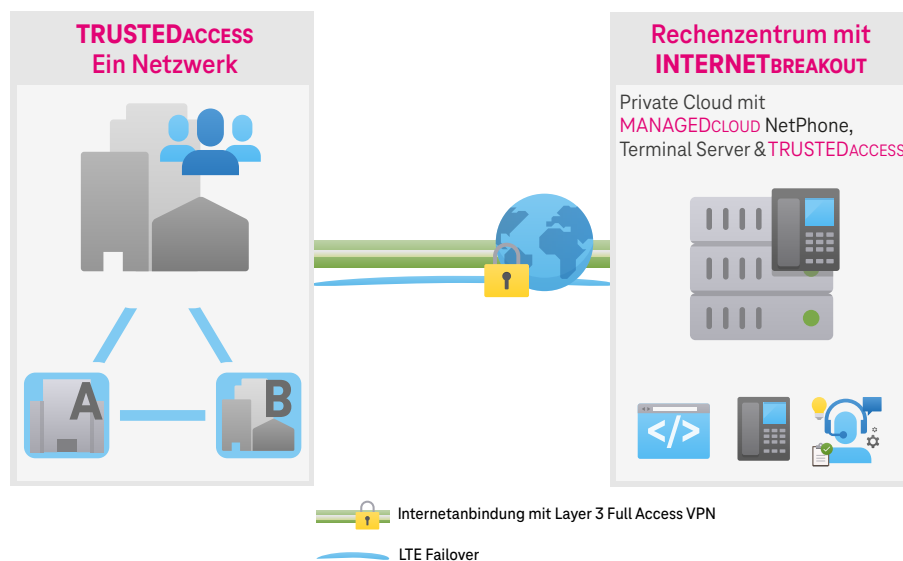 TRUSTEDACCESS
Ein Netzwerk
A
B
Rechenzentrum mit
INTERNETBREAKOUT
Private Cloud mit
MANAGEDCLOUD NetPhone,
Terminal Server & TRUSTEDACCESS
</>
Internetanbindung mit Layer 3 Full Access VPN
LTE Failover